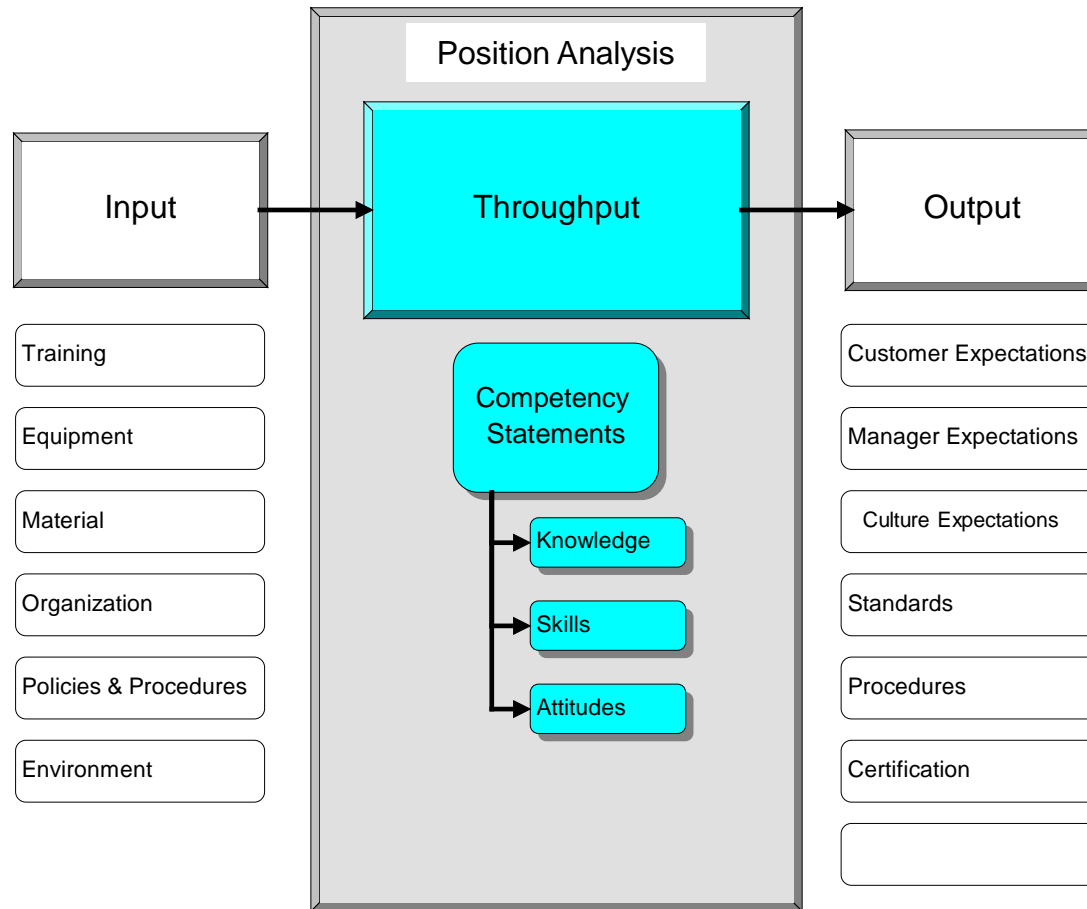 Position Analysis
Input
Throughput
Output
Training
Equipment
Material
Organization
Policies & Procedures
Environment
Competency
Statements
Knowledge
Skills
Attitudes
Customer Expectations
Manager Expectations
Culture Expectations
Standards
Procedures
Certification